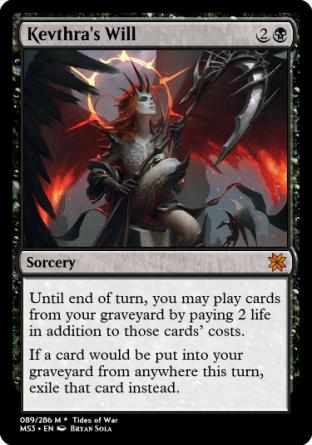 Kevthra's Will
2
Sorcery
Until end of turn, you may play cards
from your graveyard by paying 2 life
in addition to those cards' costs.
If a card would be put into your
graveyard from anywhere this turn,
exile that card instead.
089/286 M * Tides of War
MS3 • EN Bryan Sola